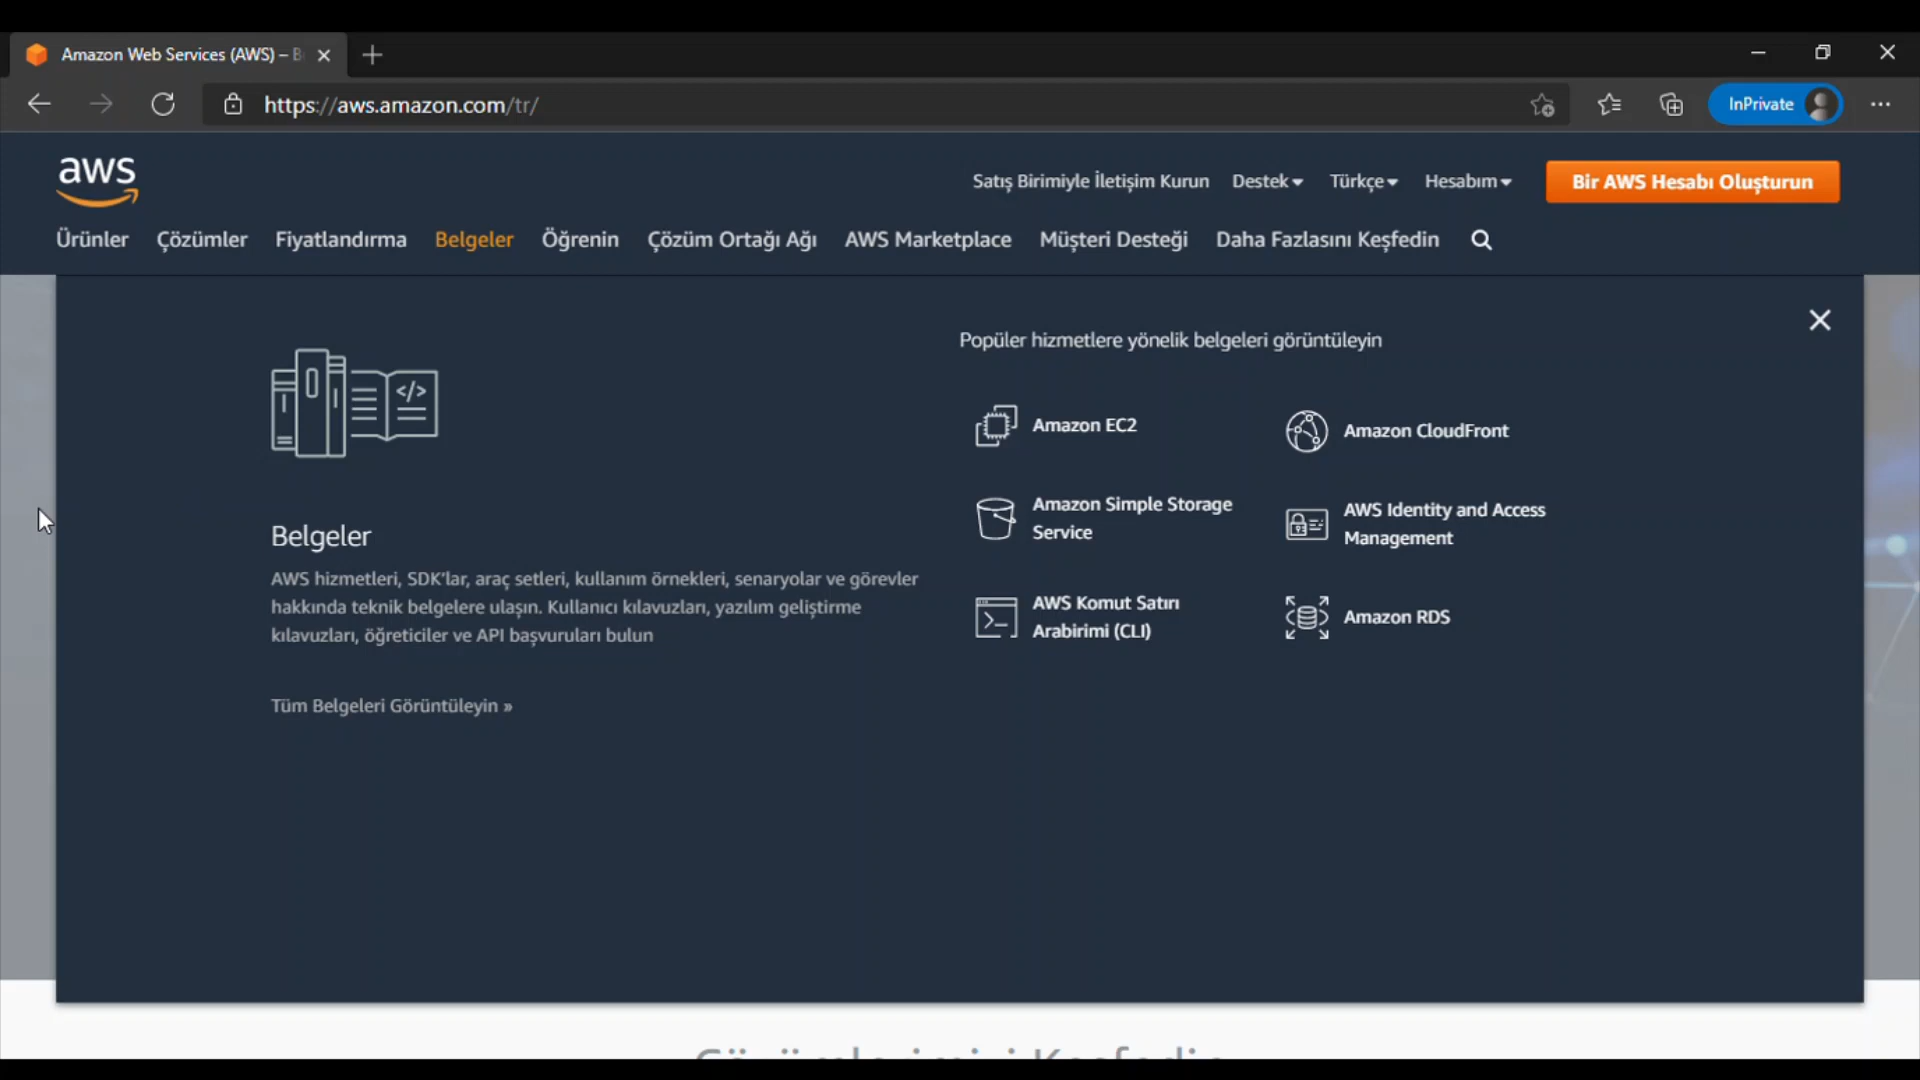 Amazon Web Services (AWS) – B
https://aws.amazon.com/tr/
InPrivate
aws
Satış Birimiyle İletişim Kurun
Destek
Türkçe
Hesabım
Bir AWS Hesabı Oluşturun
Ürünler
Çözümler
Fiyatlandırma
Belgeler
Öğrenin
Çözüm Ortağı Ağı
AWS Marketplace
Müşteri Desteği
Daha Fazlasını Keşfedin
Belgeler
AWS hizmetleri, SDK'lar, araç setleri, kullanım örnekleri, senaryolar ve görevler
hakkında teknik belgelere ulaşın. Kullanıcı kılavuzları, yazılım geliştirme
kılavuzları, öğreticiler ve API başvuruları bulun
Tüm Belgeleri Görüntüleyin »
Popüler hizmetlere yönelik belgeleri görüntüleyin
Amazon EC2
Amazon CloudFront
Amazon Simple Storage
Service
AWS Identity and Access
Management
AWS Komut Satırı
Arabirimi (CLI)
Amazon RDS